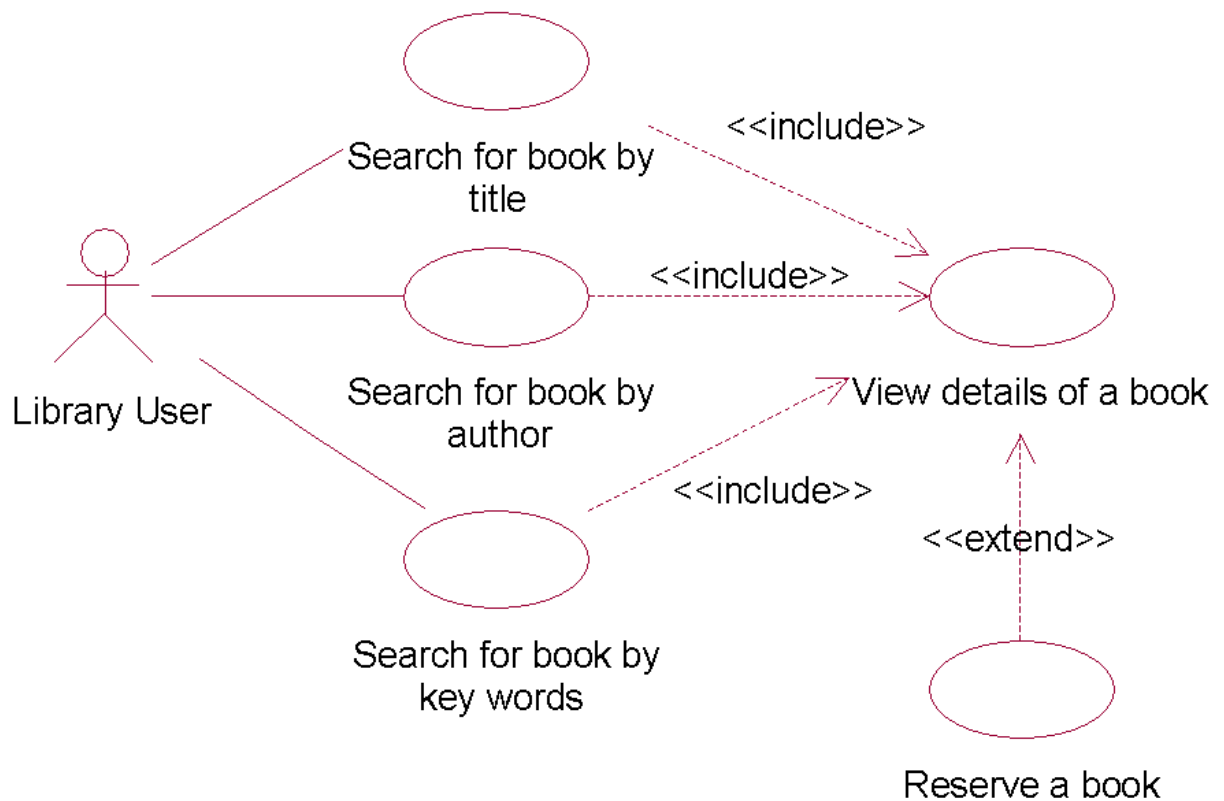 <<include>>
Search for book by
title
<<include>>
Library User
Search for book by
author
View details of a book
<<include>>
<<extend>>
Search for book by
key words
Reserve a book